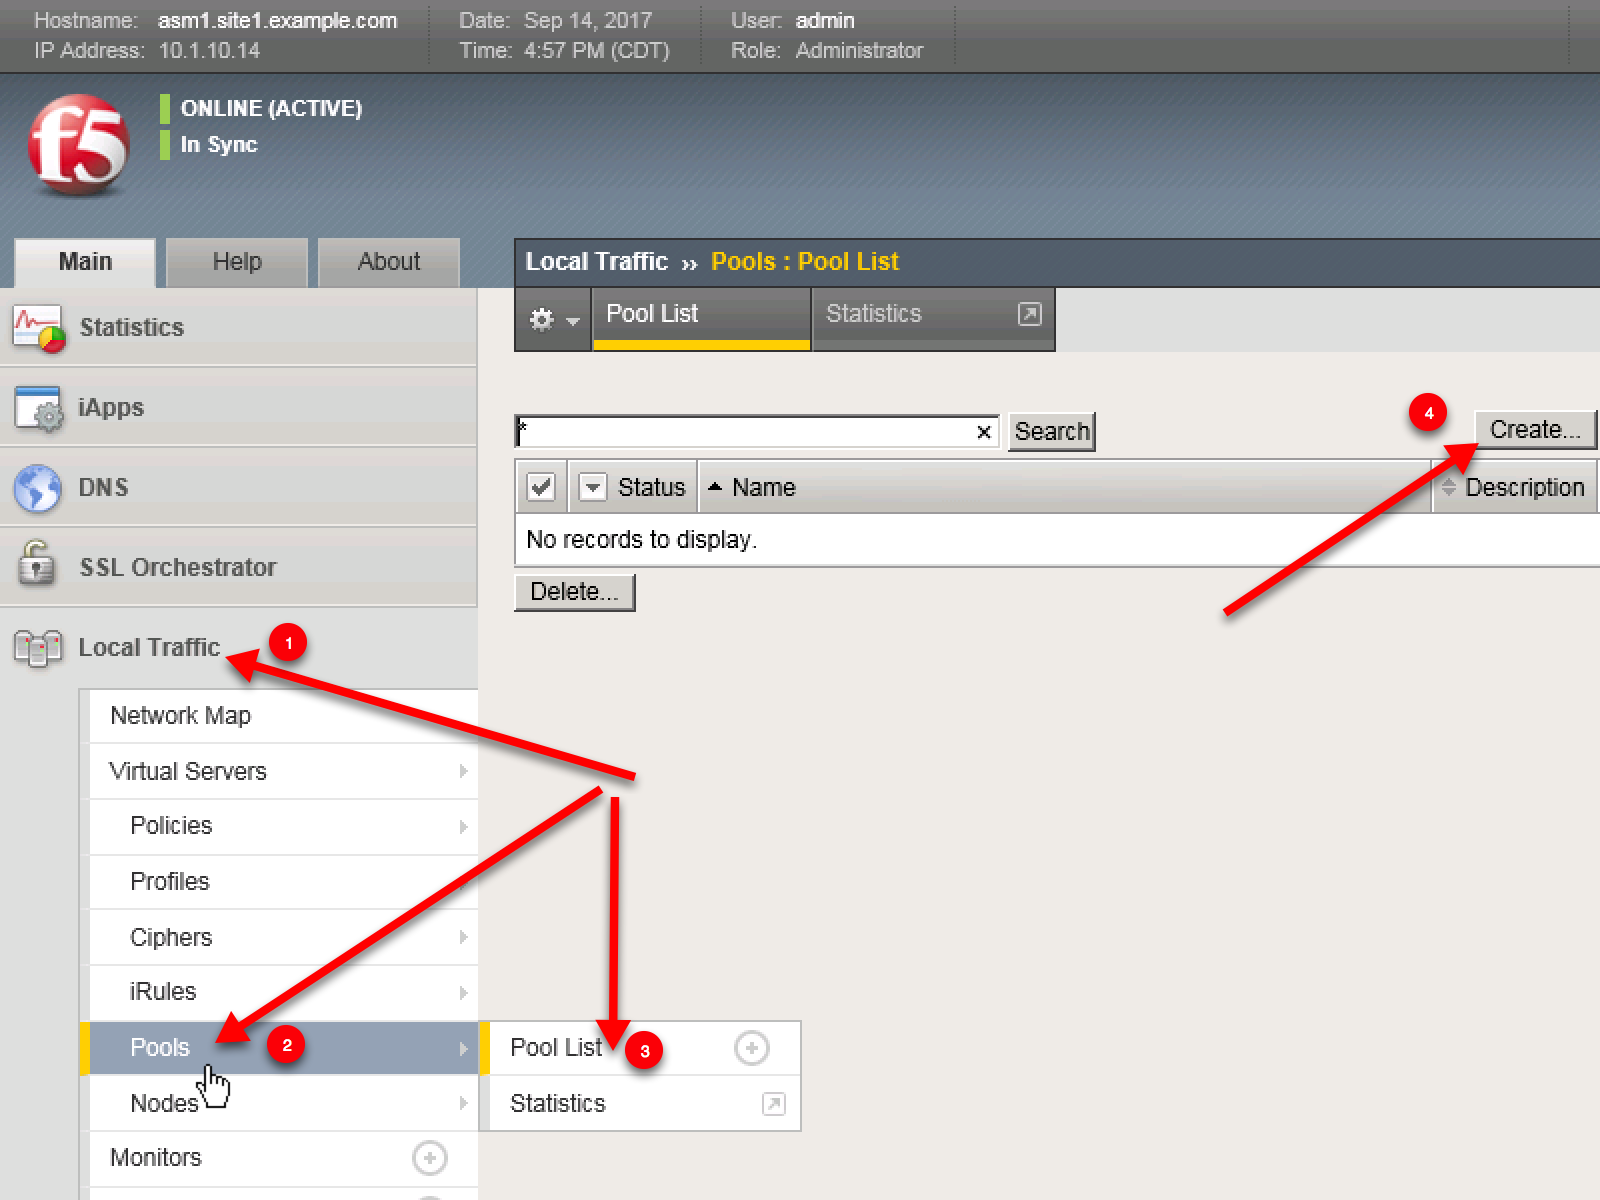 Hostname: asm1.site1.example.com Date: Sep 14, 2017 User: admin
IP Address: 10.1.10.14 Time: 4:57 PM (CDT) Role: Administrator
f5
ONLINE (ACTIVE)
In Sync
Main Help About
Local Traffic ›› Pools : Pool List
Pool List Statistics
Statistics
iApps
DNS
SSL Orchestrator
Local Traffic
1
Network Map
Virtual Servers
Policies
Profiles
Ciphers
iRules
Pools
2
Nodes
Monitors
Pool List
3
Statistics
* × Search
4
Create...
Status Name Description
No records to display.
Delete...